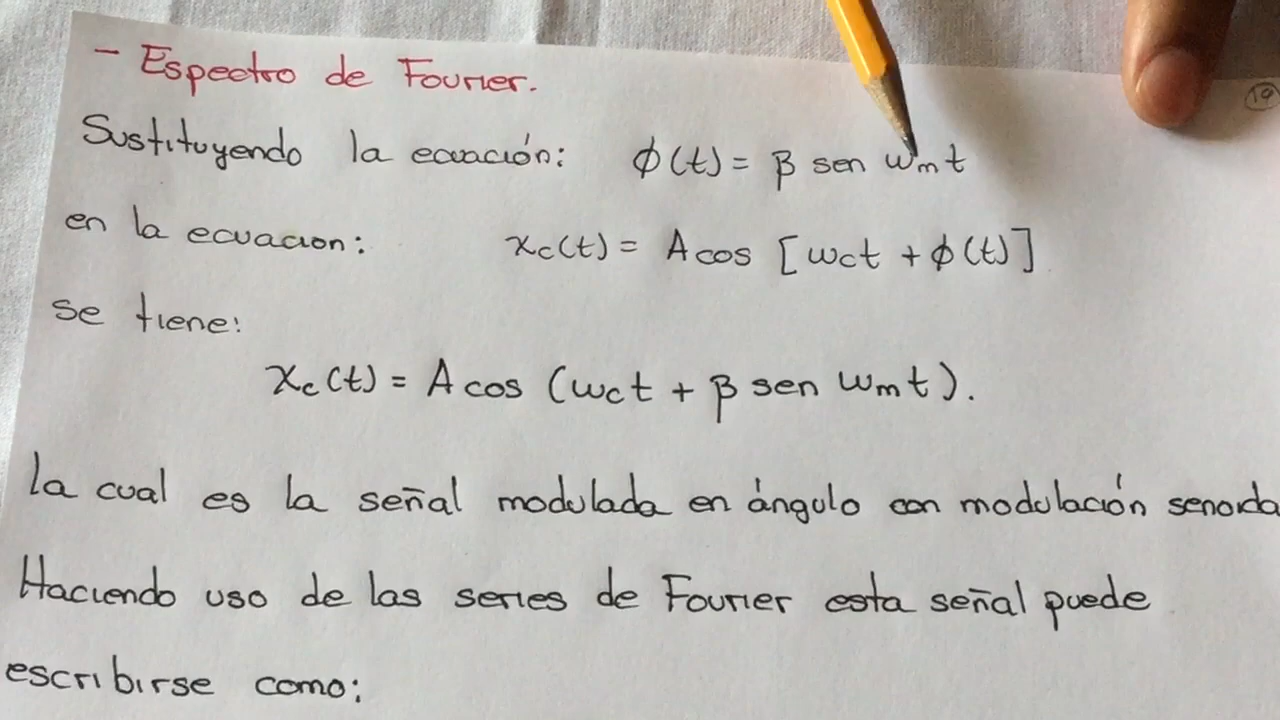 - Espectro de Fourier.
Sustituyendo la ecuación: ϕ(t) = β sen ωmt
en la ecuacion: xc(t) = A cos [ωct + ϕ(t)]
se tiene:
xc(t) = A cos (ωct + β sen ωmt).
la cual es la señal modulada en ángulo con modulación senoida
Haciendo uso de las series de Fourier esta señal puede
escribirse como: